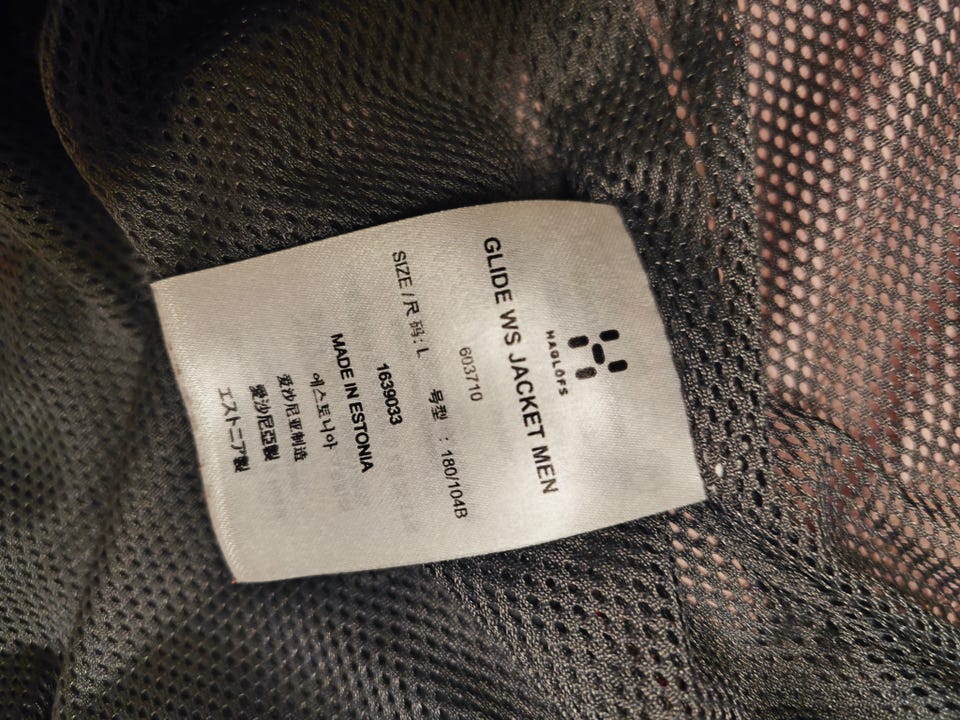 HAGLÖFS
GLIDE WS JACKET MEN
603710
SIZE / 尺 码 : L 号型 : 180/104B
1639033
MADE IN ESTONIA
에스토니아
爱沙尼亚制造
愛沙尼亞製
エストニア製